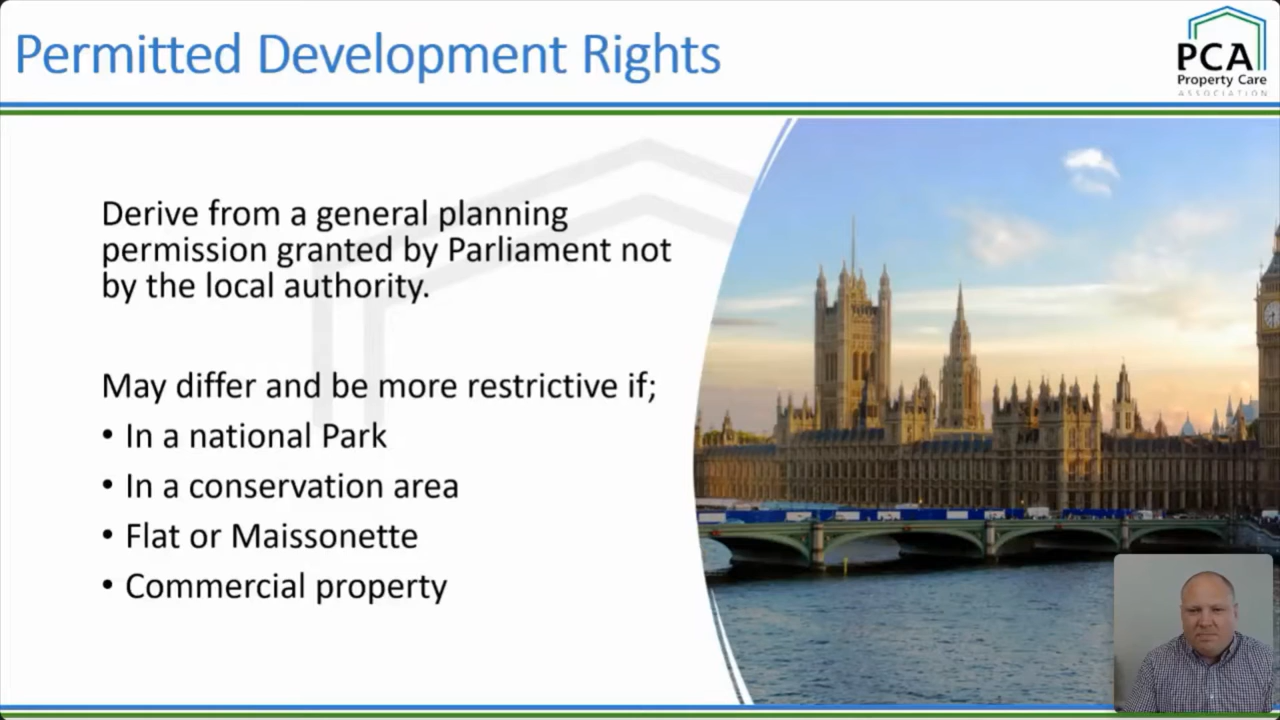 Permitted Development Rights
PCA
Property Care
ASSOCIATION
Derive from a general planning
permission granted by Parliament not
by the local authority.
May differ and be more restrictive if;
• In a national Park
• In a conservation area
• Flat or Maissonette
• Commercial property